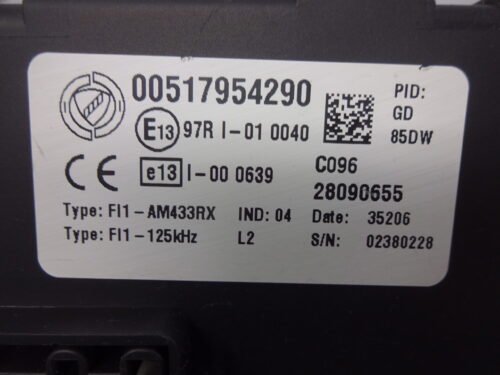 00517954290 PID:
E13 97R I-01 0040 GD
85DW
CE e13 I-00 0639 C096
28090655
Type: FI1-AM433RX IND: 04 Date: 35206
Type: FI1-125kHz L2 S/N: 02380228